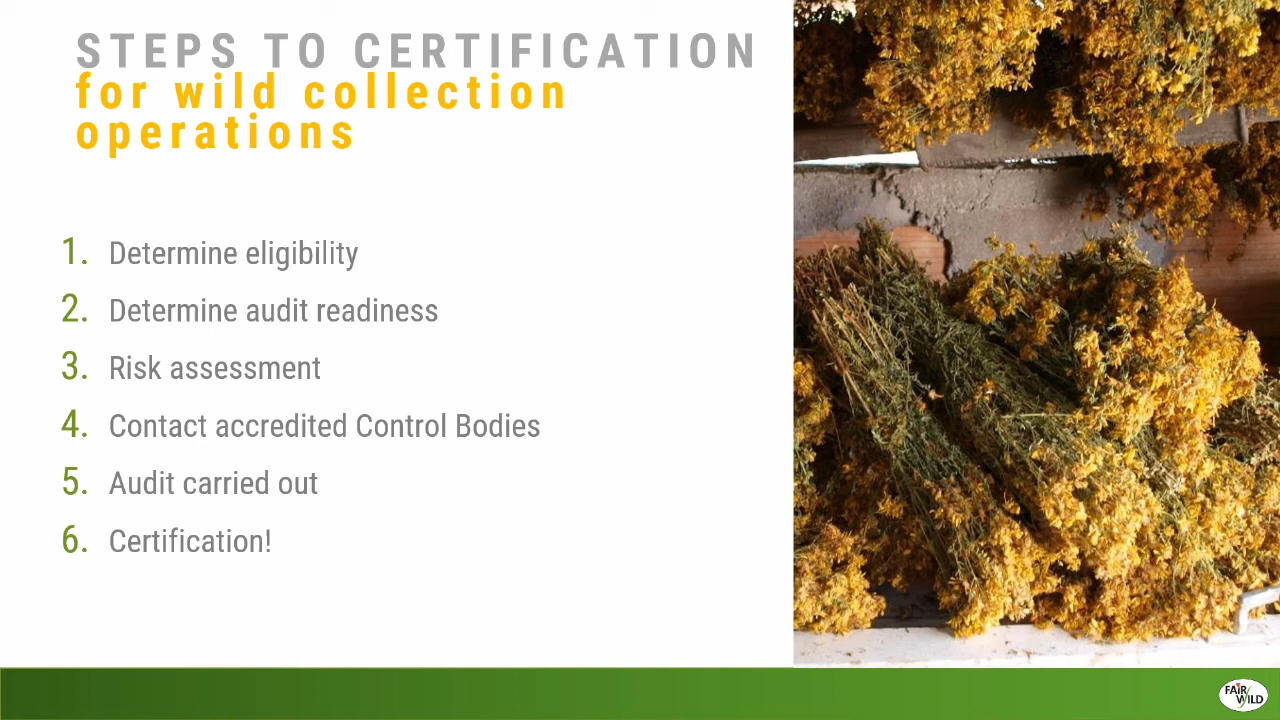 STEPS TO CERTIFICATION
for wild collection
operations
1. Determine eligibility
2. Determine audit readiness
3. Risk assessment
4. Contact accredited Control Bodies
5. Audit carried out
6. Certification!
FAIR
WILD